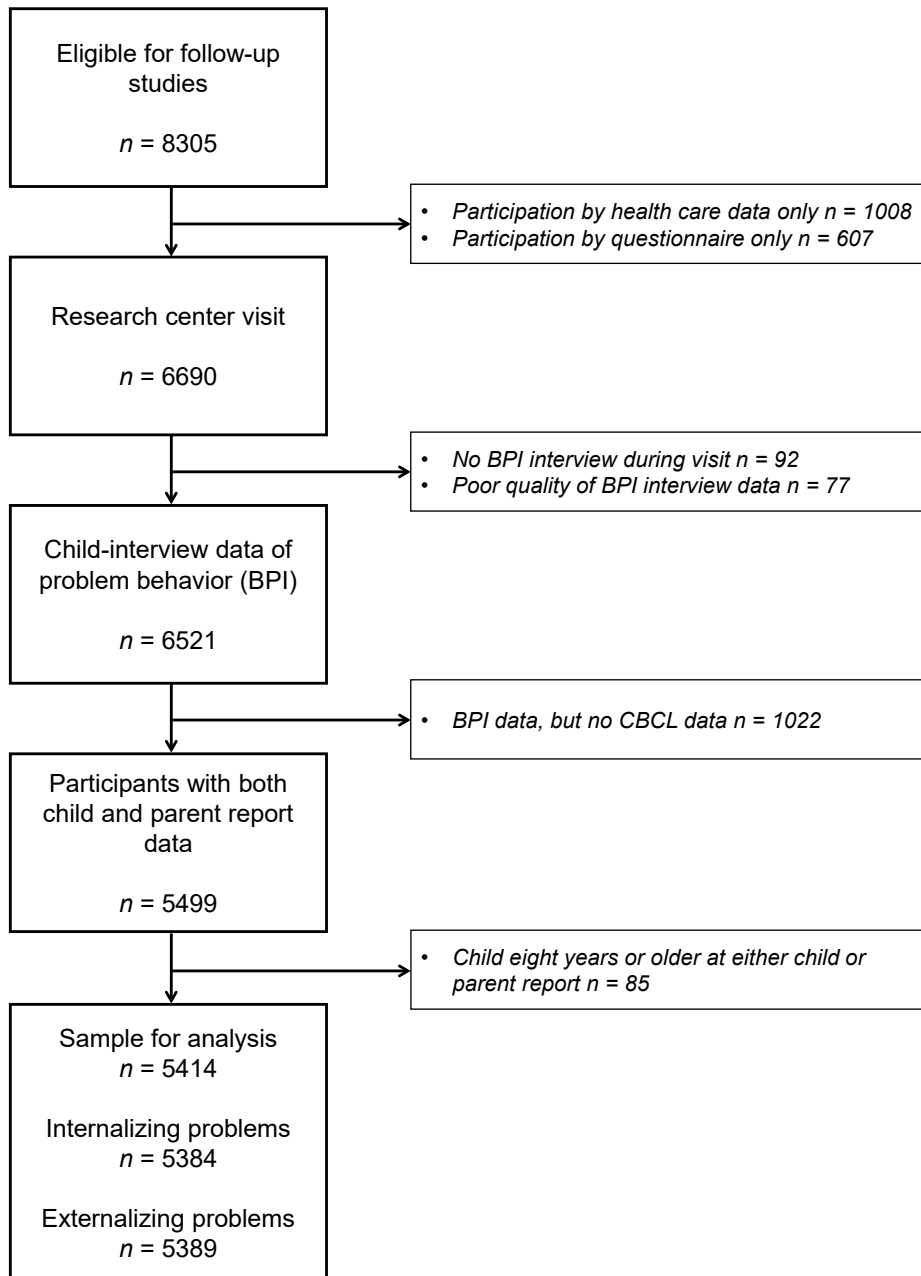 Eligible for follow-up
studies
n = 8305
• Participation by health care data only n = 1008
• Participation by questionnaire only n = 607
Research center visit
n = 6690
• No BPI interview during visit n = 92
• Poor quality of BPI interview data n = 77
Child-interview data of
problem behavior (BPI)
n = 6521
• BPI data, but no CBCL data n = 1022
Participants with both
child and parent report
data
n = 5499
• Child eight years or older at either child or
parent report n = 85
Sample for analysis
n = 5414
Internalizing problems
n = 5384
Externalizing problems
n = 5389